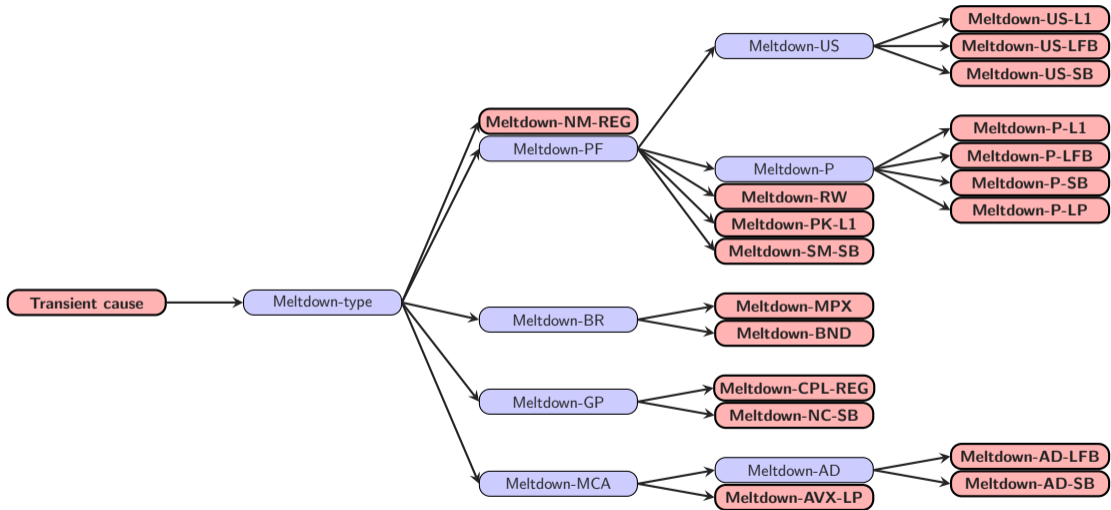 Transient cause
Meltdown-type
Meltdown-NM-REG
Meltdown-PF
Meltdown-US
Meltdown-US-L1
Meltdown-US-LFB
Meltdown-US-SB
Meltdown-P
Meltdown-P-L1
Meltdown-P-LFB
Meltdown-P-SB
Meltdown-P-LP
Meltdown-RW
Meltdown-PK-L1
Meltdown-SM-SB
Meltdown-BR
Meltdown-MPX
Meltdown-BND
Meltdown-GP
Meltdown-CPL-REG
Meltdown-NC-SB
Meltdown-MCA
Meltdown-AD
Meltdown-AD-LFB
Meltdown-AD-SB
Meltdown-AVX-LP